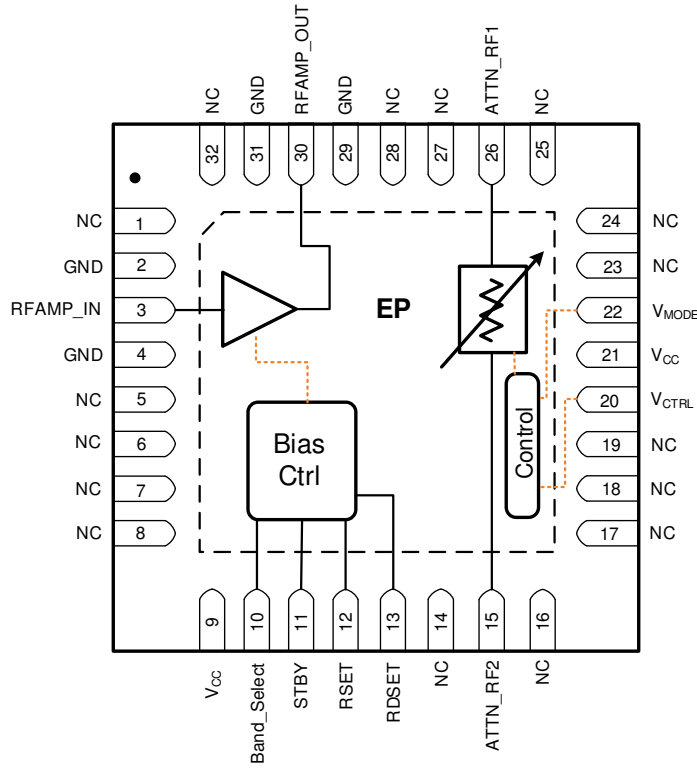 NC
GND
RFAMP_OUT
GND
NC
NC
ATTN_RF1
NC
32
31
30
29
28
27
26
25
NC 1
GND 2
RFAMP_IN 3
GND 4
NC 5
NC 6
NC 7
NC 8
24 NC
23 NC
22 VMODE
21 VCC
20 VCTRL
19 NC
18 NC
17 NC
EP
Bias
Ctrl
Control
9
10
11
12
13
14
15
16
VCC
Band_Select
STBY
RSET
RDSET
NC
ATTN_RF2
NC